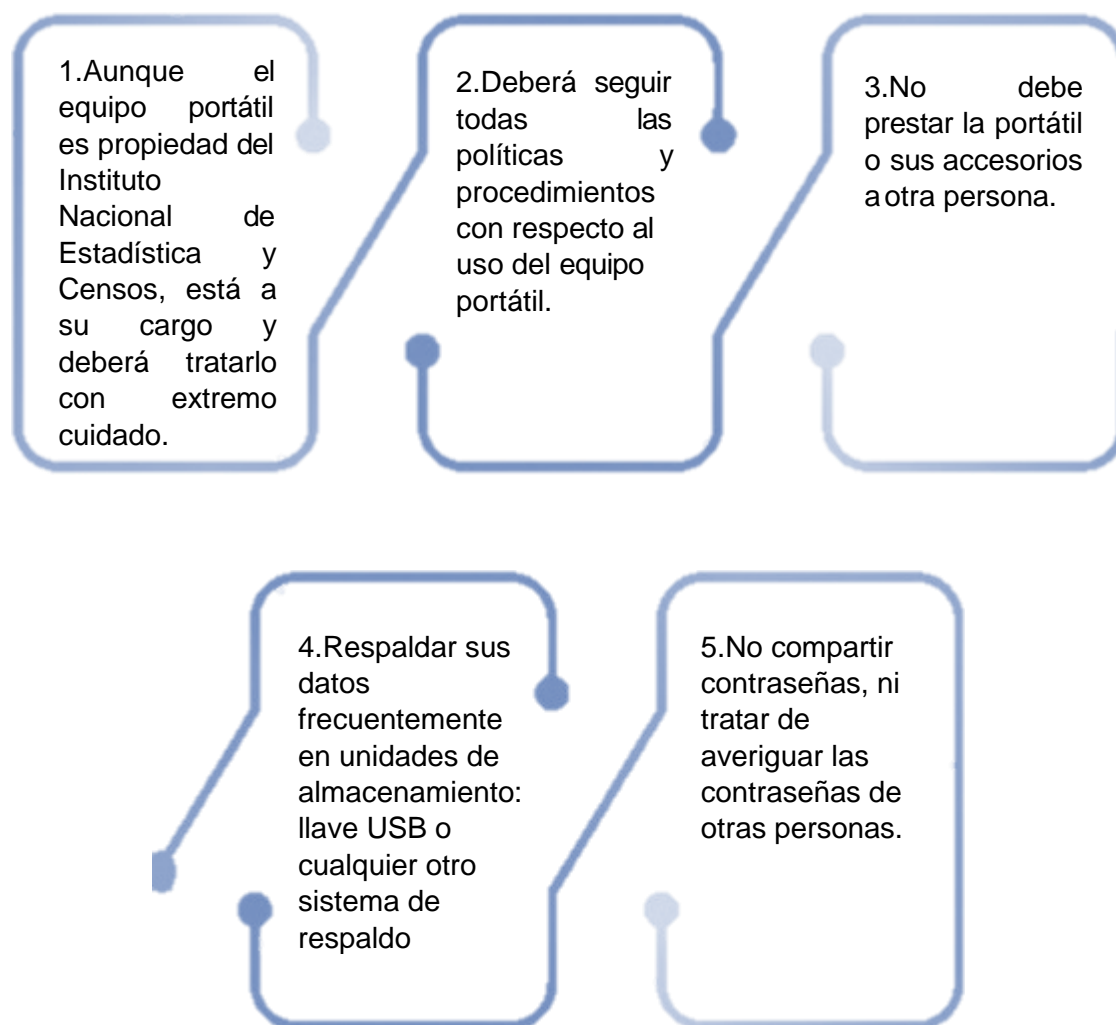 1.Aunque el
equipo portátil
es propiedad del
Instituto
Nacional de
Estadística y
Censos, está a
su cargo y
deberá tratarlo
con extremo
cuidado.
2.Deberá seguir
todas las
políticas y
procedimientos
con respecto al
uso del equipo
portátil.
3.No debe
prestar la portátil
o sus accesorios
a otra persona.
4.Respaldar sus
datos
frecuentemente
en unidades de
almacenamiento:
llave USB o
cualquier otro
sistema de
respaldo
5.No compartir
contraseñas, ni
tratar de
averiguar las
contraseñas de
otras personas.